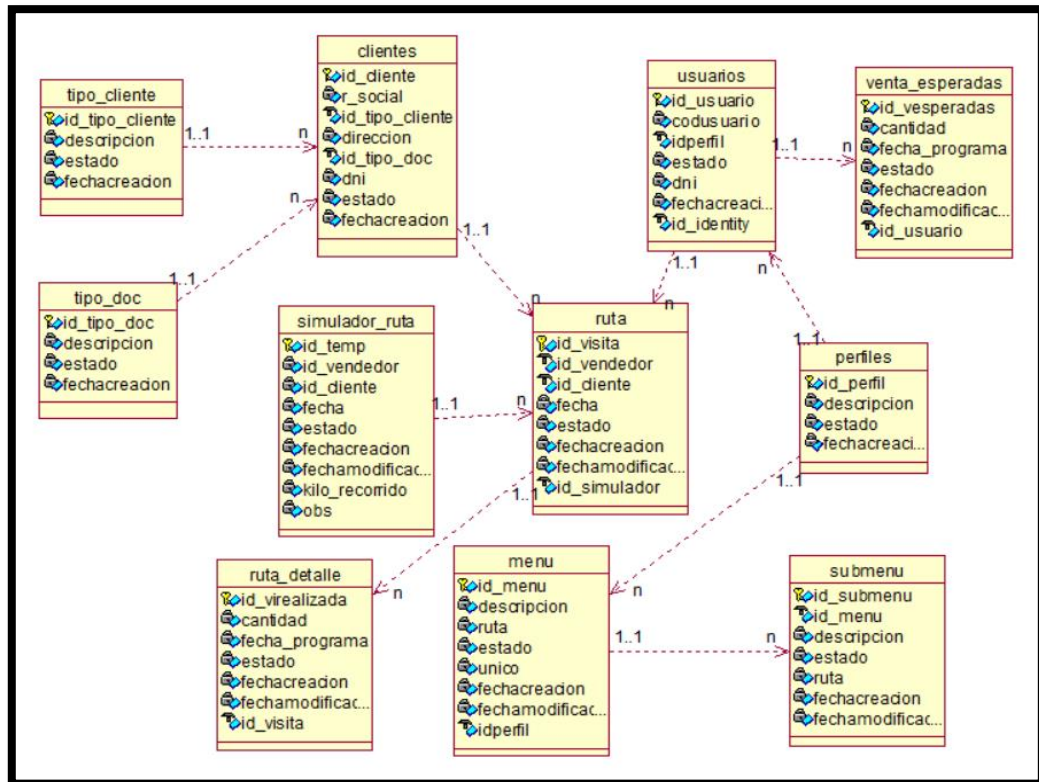 clientes
id_cliente
r_social
id_tipo_cliente
direccion
id_tipo_doc
dni
estado
fechacreacion
tipo_cliente
id_tipo_cliente
descripcion
estado
fechacreacion
1..1
n
n
1..1
tipo_doc
id_tipo_doc
descripcion
estado
fechacreacion
usuarios
id_usuario
codusuario
idperfil
estado
dni
fechacreaci...
id_identity
venta_esperadas
id_vesperadas
cantidad
fecha_programa
estado
fechacreacion
fechamodificac...
id_usuario
1..1
n
1..1
n
1..1
n
n
1..1
simulador_ruta
id_temp
id_vendedor
id_cliente
fecha
estado
fechacreacion
fechamodificac...
kilo_recorrido
obs
1..1
n
ruta
id_visita
id_vendedor
id_cliente
fecha
estado
fechacreacion
fechamodificac...
id_simulador
perfiles
id_perfil
descripcion
estado
fechacreaci...
1..1
n
1..1
n
ruta_detalle
id_virealizada
cantidad
fecha_programa
estado
fechacreacion
fechamodificac...
id_visita
menu
id_menu
descripcion
ruta
estado
unico
fechacreacion
fechamodificac...
idperfil
1..1
n
submenu
id_submenu
id_menu
descripcion
estado
ruta
fechacreacion
fechamodificac...